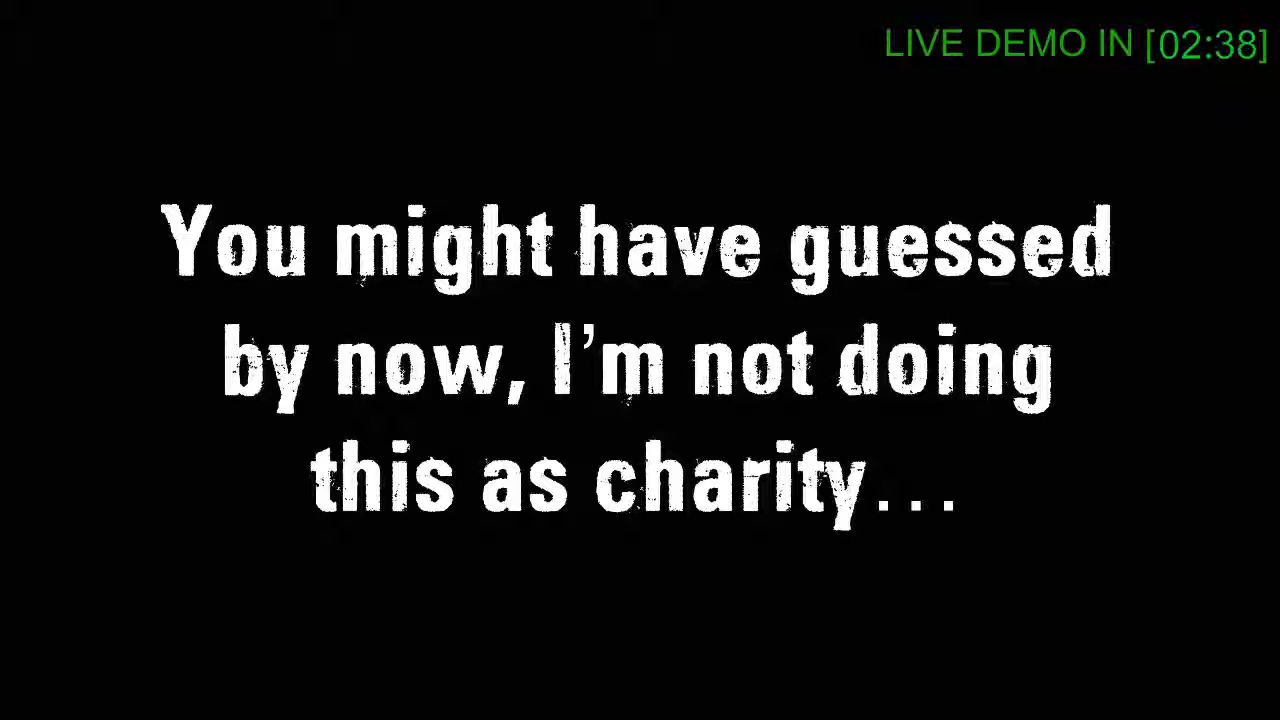 LIVE DEMO IN [02:38]
You might have guessed
by now, I'm not doing
this as charity...